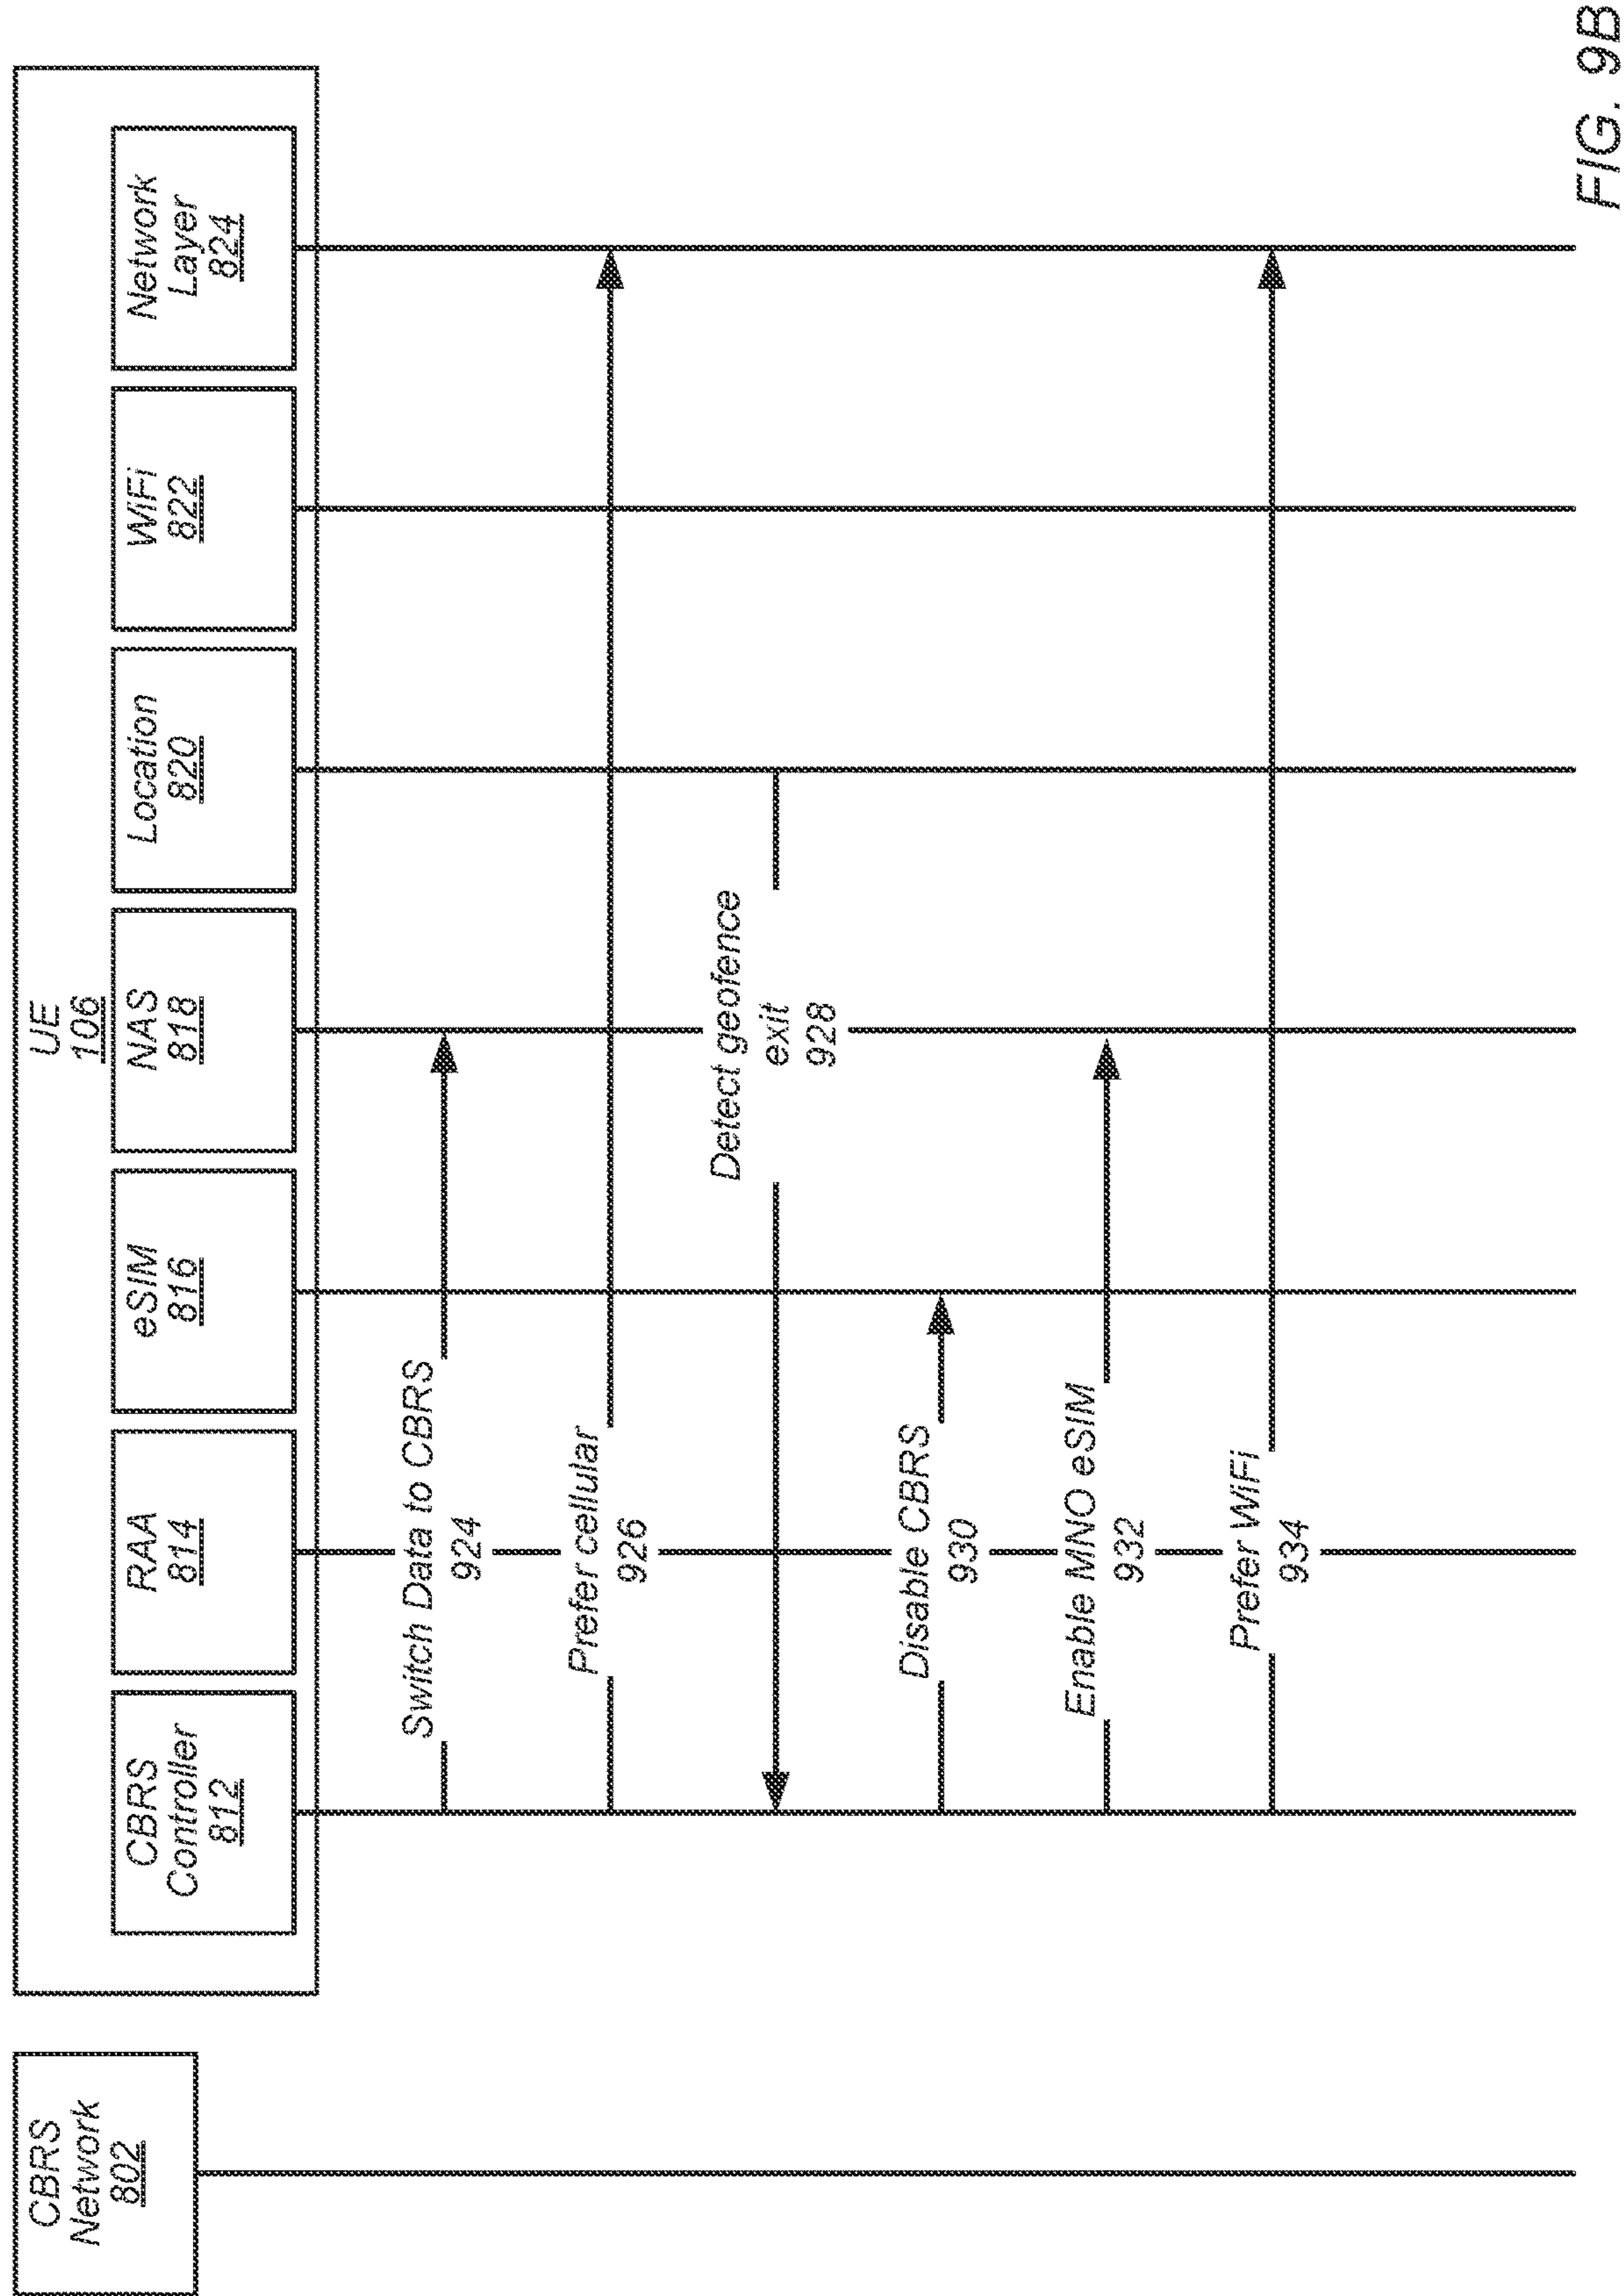 CBRS
Network
802
UE
106
CBRS
Controller
812
RAA
814
eSIM
816
NAS
818
Location
820
WiFi
822
Network
Layer
824
Switch Data to CBRS
924
Prefer cellular
926
Detect geofence
exit
928
Disable CBRS
930
Enable MNO eSIM
932
Prefer WiFi
934
FIG. 9B